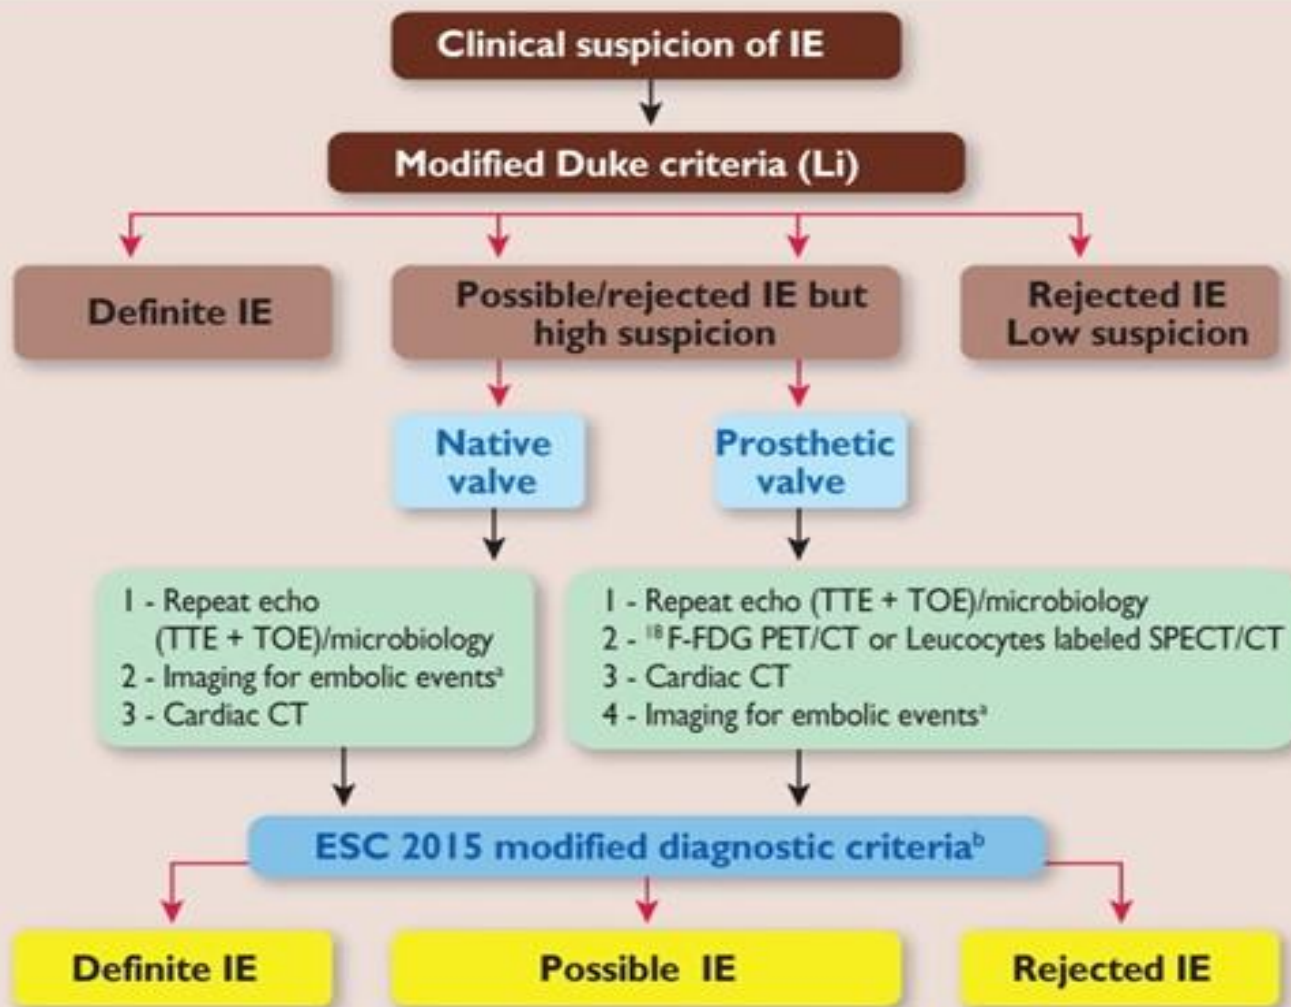 Clinical suspicion of IE
Modified Duke criteria (Li)
Definite IE
Possible/rejected IE but
high suspicion
Rejected IE
Low suspicion
Native
valve
Prosthetic
valve
1 - Repeat echo
(TTE + TOE)/microbiology
2 - Imaging for embolic eventsᵃ
3 - Cardiac CT
1 - Repeat echo (TTE + TOE)/microbiology
2 - ¹⁸F-FDG PET/CT or Leucocytes labeled SPECT/CT
3 - Cardiac CT
4 - Imaging for embolic eventsᵃ
ESC 2015 modified diagnostic criteriaᵇ
Definite IE
Possible IE
Rejected IE